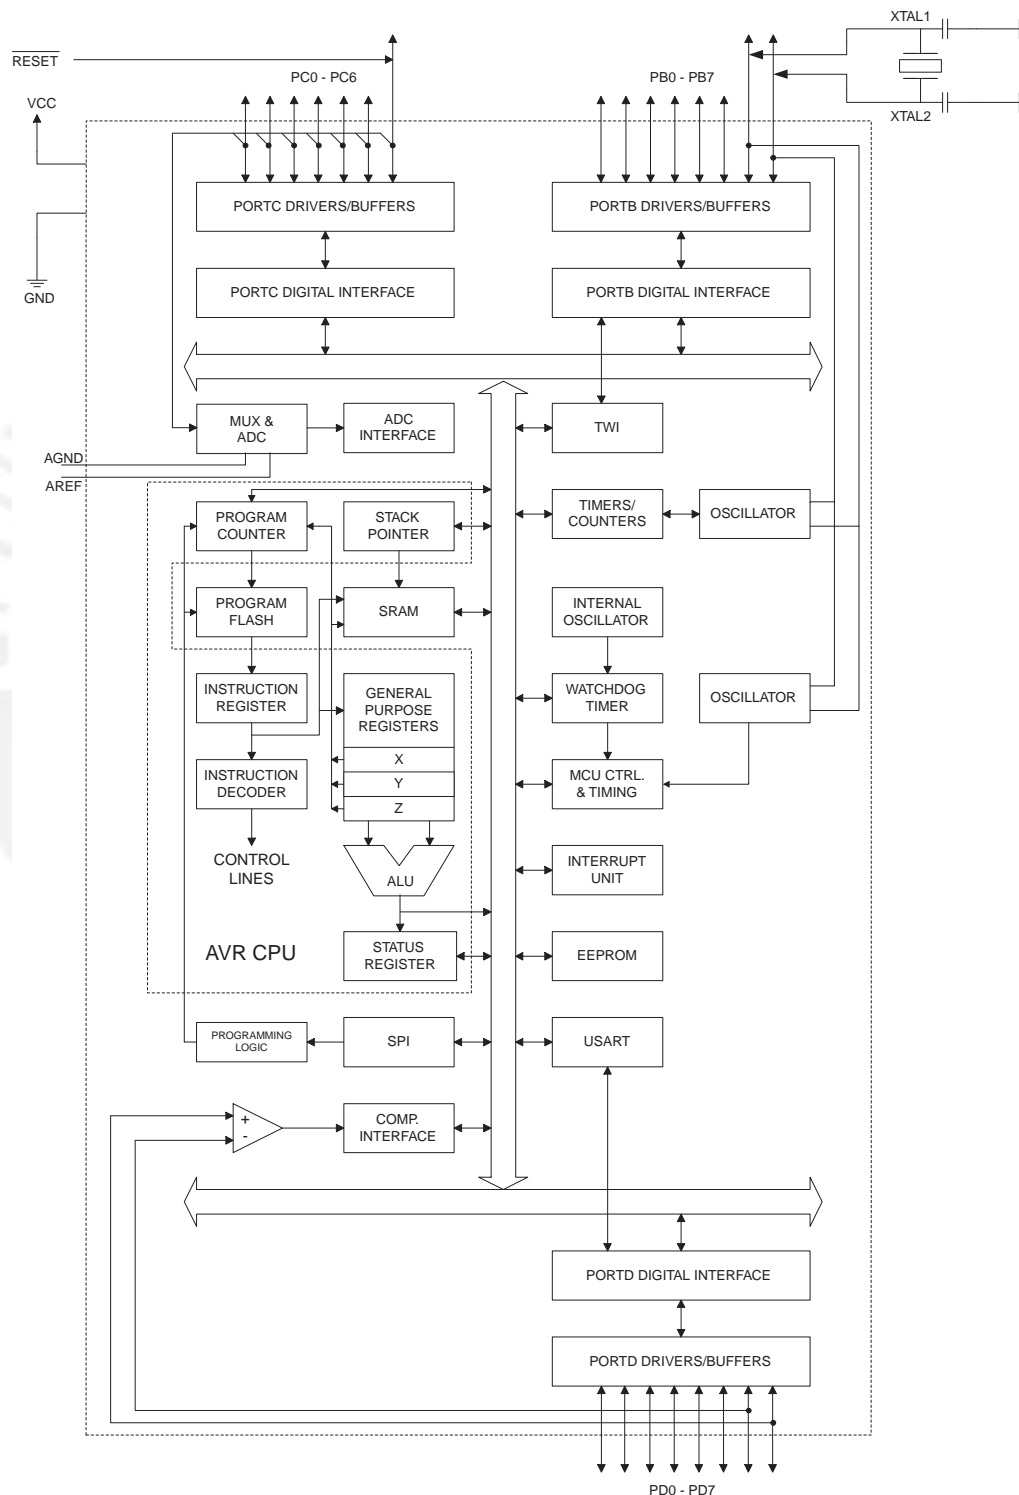 XTAL1
RESET
PC0 - PC6
PB0 - PB7
VCC
XTAL2
PORTC DRIVERS/BUFFERS
PORTB DRIVERS/BUFFERS
GND
PORTC DIGITAL INTERFACE
PORTB DIGITAL INTERFACE
MUX &
ADC
ADC
INTERFACE
TWI
AGND
AREF
PROGRAM
COUNTER
STACK
POINTER
TIMERS/
COUNTERS
OSCILLATOR
PROGRAM
FLASH
SRAM
INTERNAL
OSCILLATOR
INSTRUCTION
REGISTER
GENERAL
PURPOSE
REGISTERS
WATCHDOG
TIMER
OSCILLATOR
X
INSTRUCTION
DECODER
Y
Z
MCU CTRL.
& TIMING
CONTROL
LINES
ALU
INTERRUPT
UNIT
AVR CPU
STATUS
REGISTER
EEPROM
PROGRAMMING
LOGIC
SPI
USART
+
-
COMP.
INTERFACE
PORTD DIGITAL INTERFACE
PORTD DRIVERS/BUFFERS
PD0 - PD7